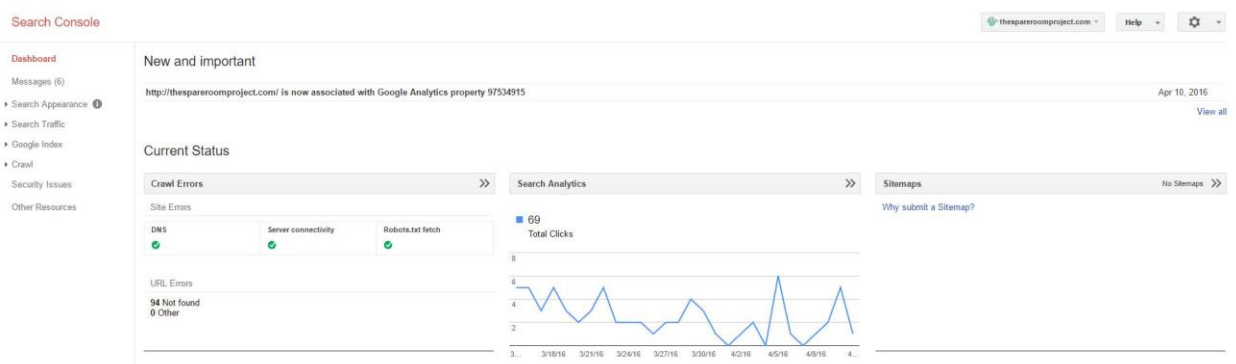 Search Console
thespareroomproject.com
Help
Dashboard
Messages (6)
Search Appearance
Search Traffic
Google Index
Crawl
Security Issues
Other Resources
New and important
http://thespareroomproject.com/ is now associated with Google Analytics property 97534915
Apr 10, 2016
View all
Current Status
Crawl Errors
Site Errors
DNS
Server connectivity
Robots.txt fetch
URL Errors
94 Not found
0 Other
Search Analytics
69
Total Clicks
8
6
4
2
3... 3/18/16 3/21/16 3/24/16 3/27/16 3/30/16 4/2/16 4/5/16 4/8/16 4...
Sitemaps
No Sitemaps
Why submit a Sitemap?